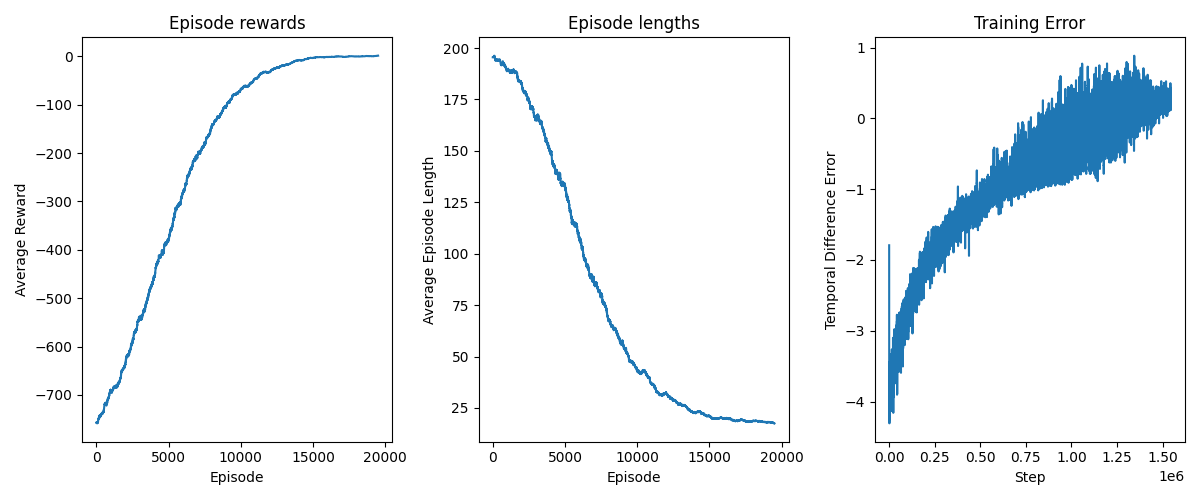 Episode rewards
Average Reward
0
−100
−200
−300
−400
−500
−600
−700
0 5000 10000 15000 20000
Episode
Episode lengths
Average Episode Length
200
175
150
125
100
75
50
25
0 5000 10000 15000 20000
Episode
Training Error
Temporal Difference Error
1
0
−1
−2
−3
−4
0.00 0.25 0.50 0.75 1.00 1.25 1.50
1e6
Step